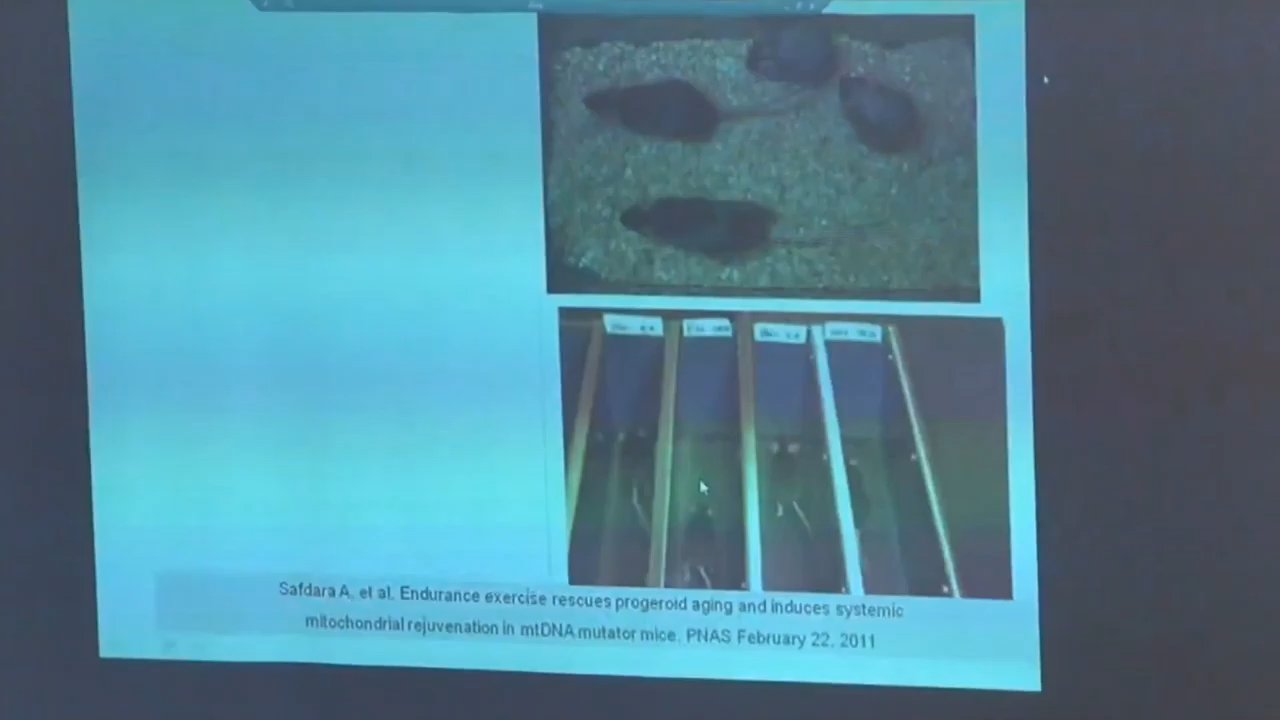 Safdara A, et al. Endurance exercise rescues progeroid aging and induces systemic
mitochondrial rejuvenation in mtDNA mutator mice. PNAS February 22, 2011